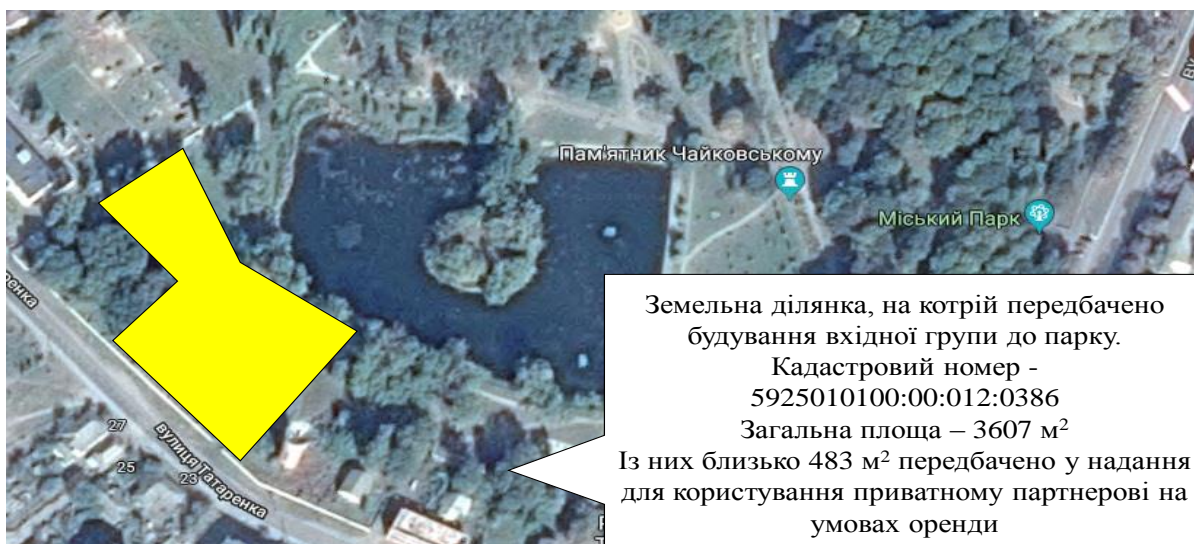 Пам'ятник Чайковському
Міський Парк
Земельна ділянка, на котрій передбачено
будування вхідної групи до парку.
Кадастровий номер -
5925010100:00:012:0386
Загальна площа – 3607 м²
Із них близько 483 м² передбачено у надання
для користування приватному партнерові на
умовах оренди
27
25
23
вулиця Татаренка